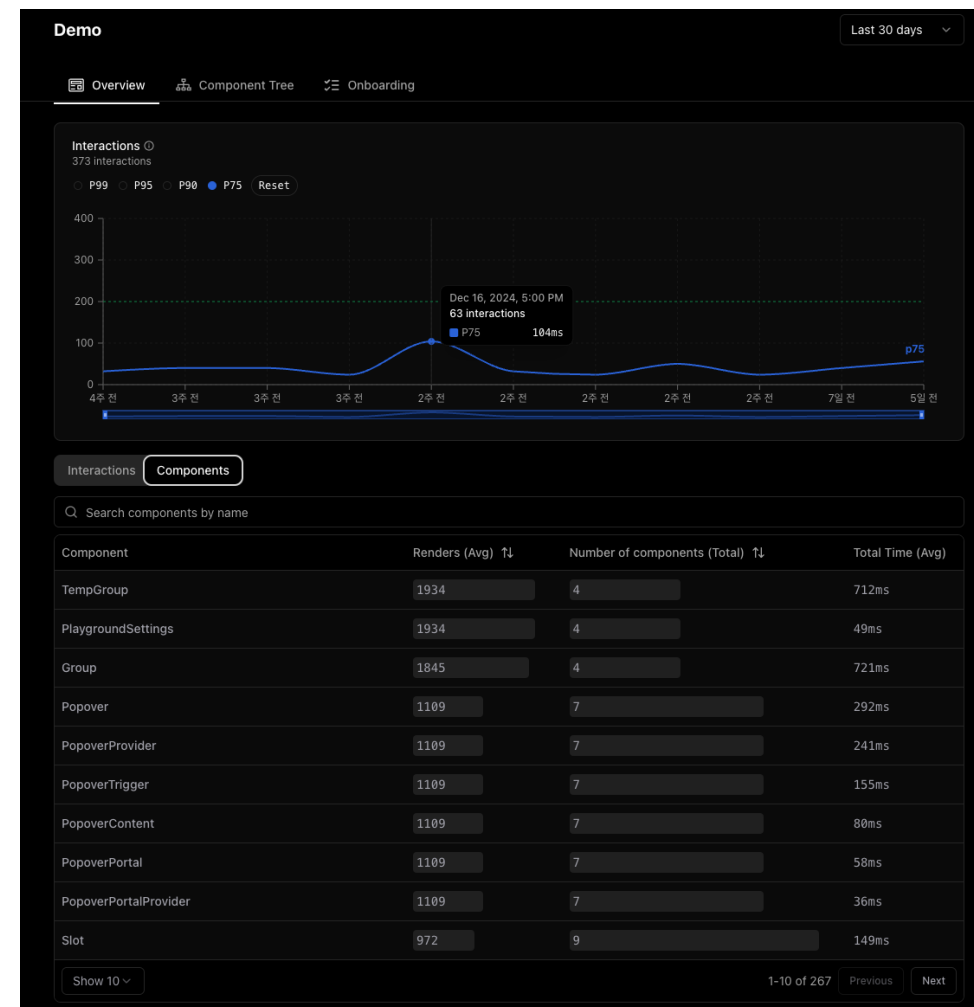 Demo
Last 30 days
Overview Component Tree Onboarding
Interactions
373 interactions
P99 P95 P90 P75 Reset
400
300
200
100
0
Dec 16, 2024, 5:00 PM
63 interactions
P75 104ms
p75
4주 전 3주 전 3주 전 3주 전 2주 전 2주 전 2주 전 2주 전 2주 전 7일 전 5일 전
Interactions Components
Search components by name
Component Renders (Avg) Number of components (Total) Total Time (Avg)
TempGroup 1934 4 712ms
PlaygroundSettings 1934 4 49ms
Group 1845 4 721ms
Popover 1109 7 292ms
PopoverProvider 1109 7 241ms
PopoverTrigger 1109 7 155ms
PopoverContent 1109 7 80ms
PopoverPortal 1109 7 58ms
PopoverPortalProvider 1109 7 36ms
Slot 972 9 149ms
Show 10 1-10 of 267 Previous Next